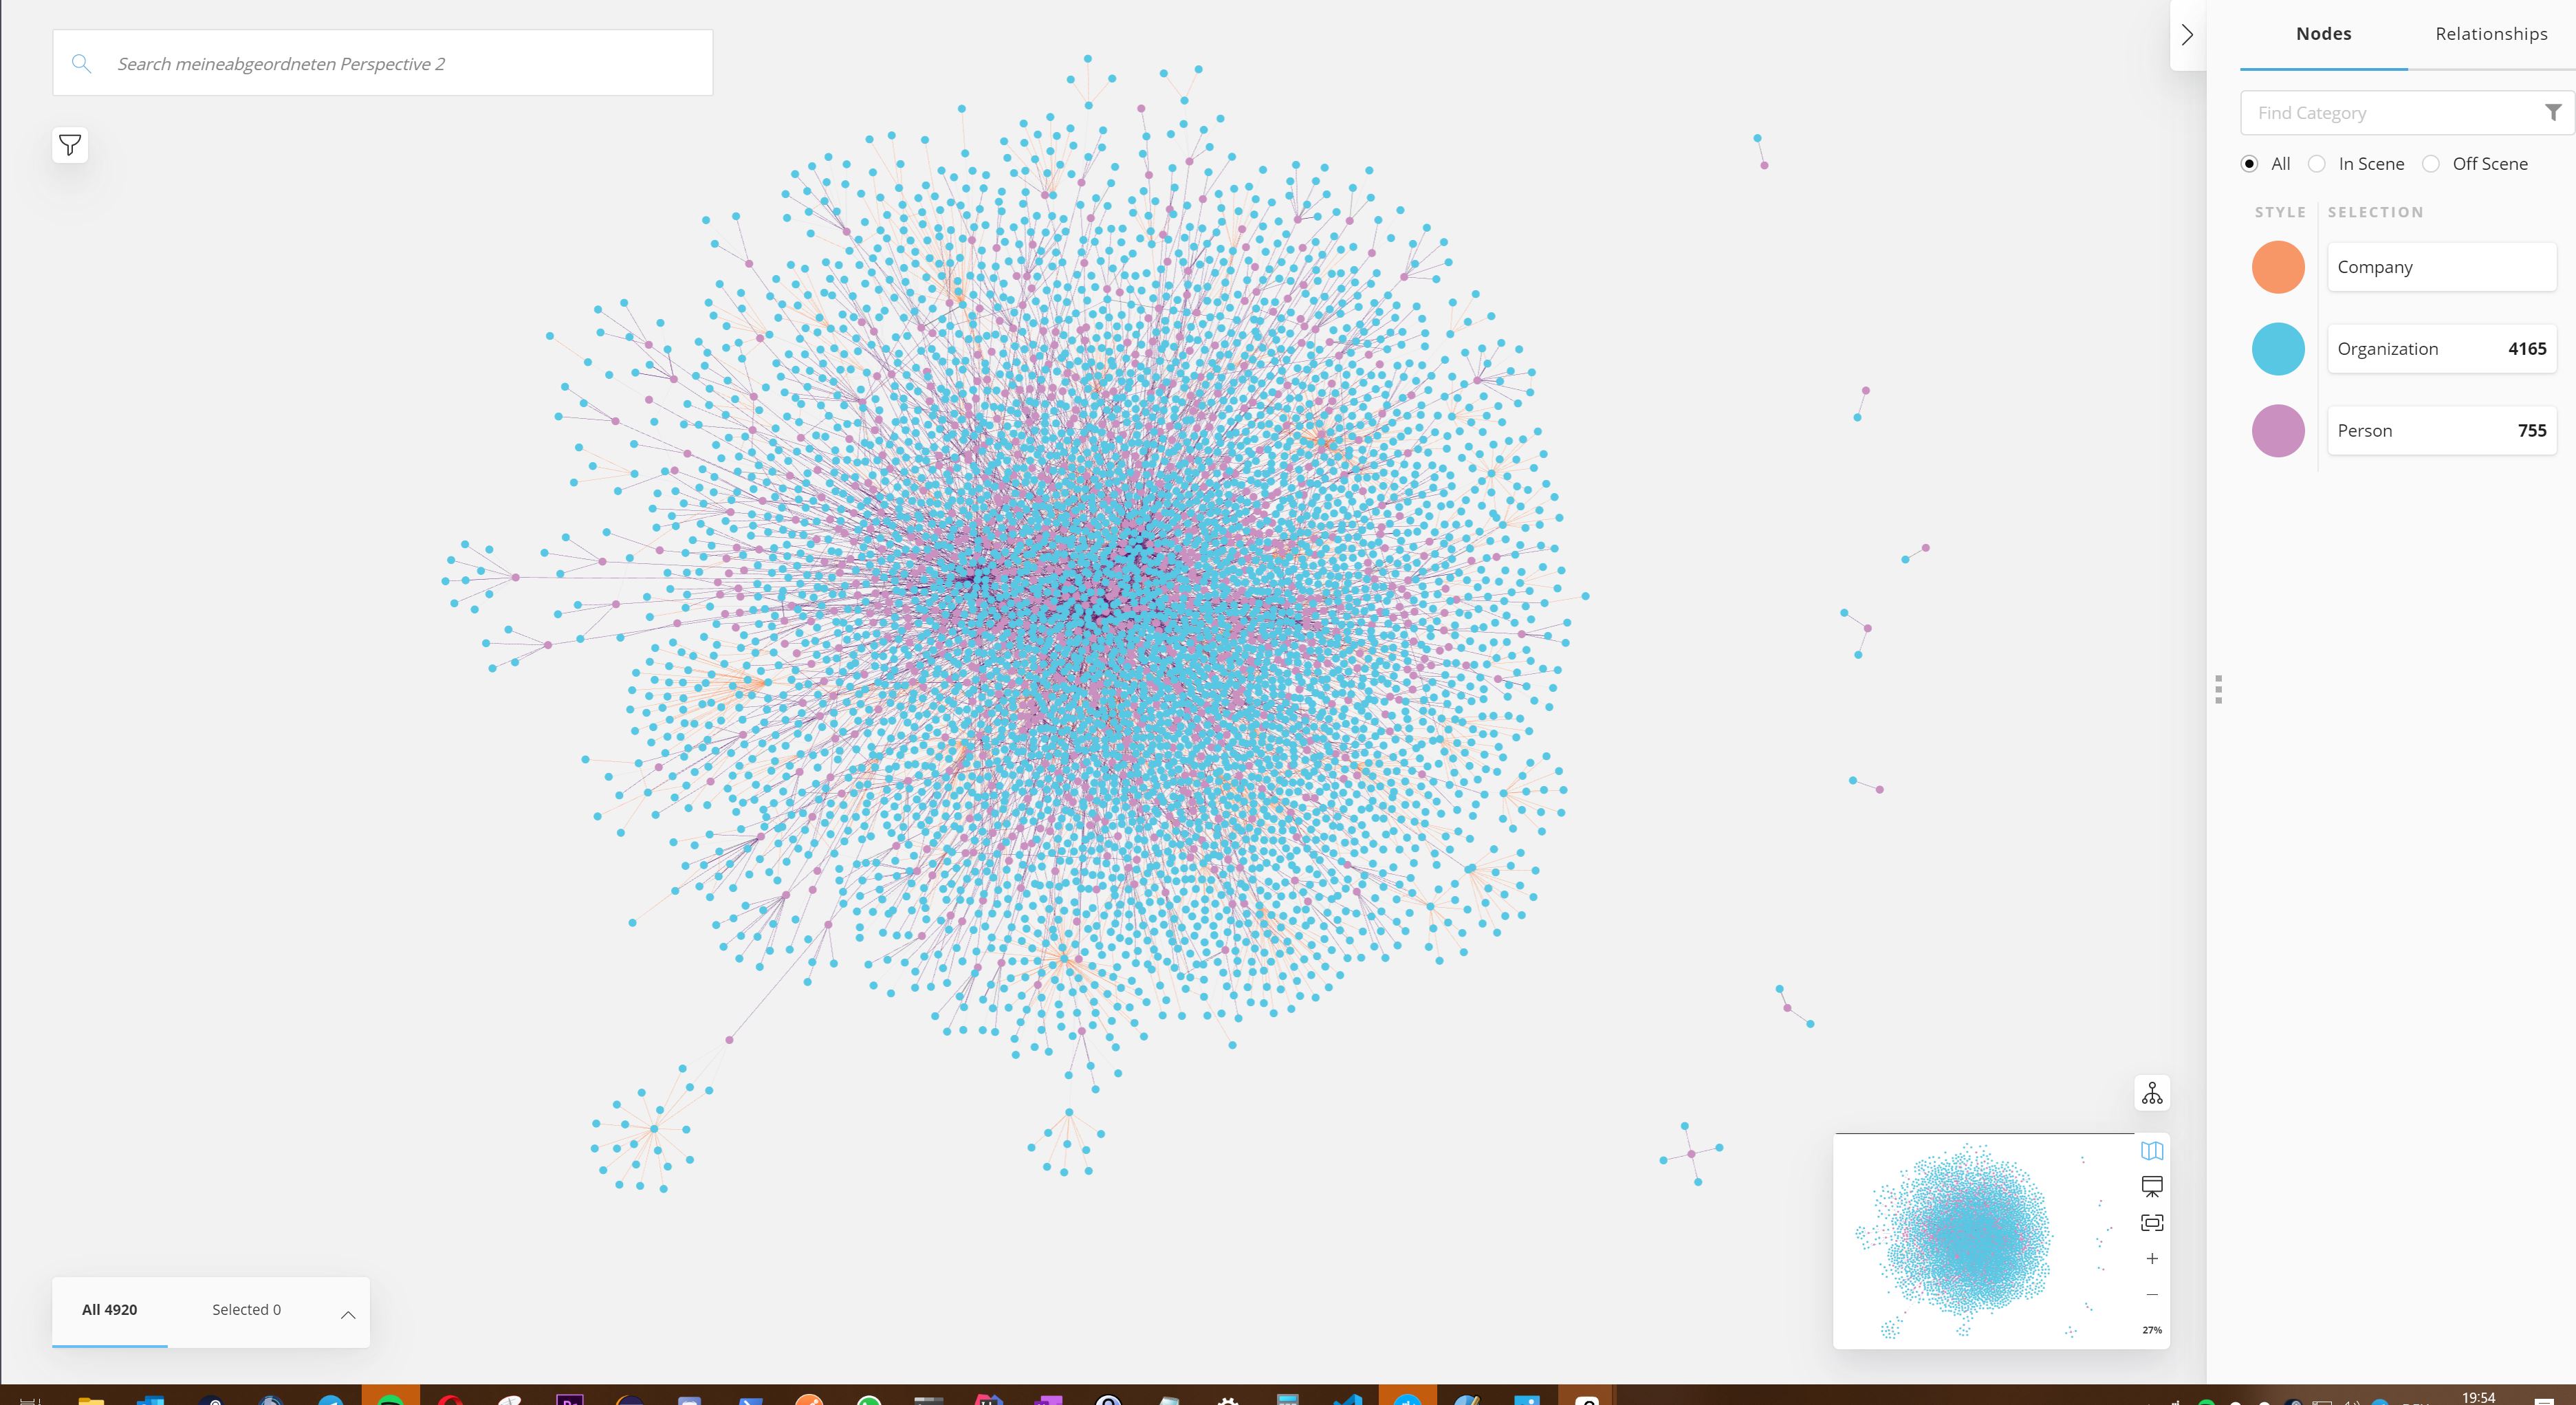 Search meineabgeordneten Perspective 2
Nodes
Relationships
Find Category
All
In Scene
Off Scene
STYLE
SELECTION
Company
Organization 4165
Person 755
All 4920
Selected 0
27%
19:54